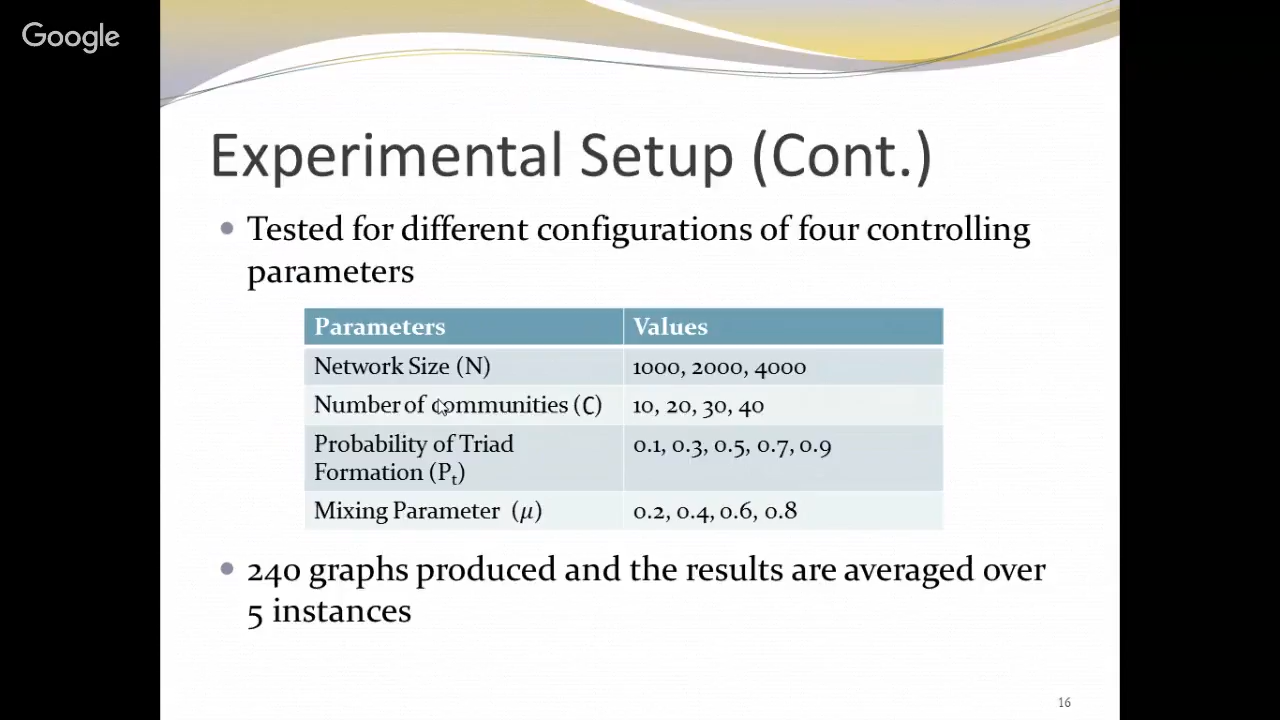 Google
Experimental Setup (Cont.)
• Tested for different configurations of four controlling
parameters
Parameters Values
Network Size (N) 1000, 2000, 4000
Number of communities (C) 10, 20, 30, 40
Probability of Triad 0.1, 0.3, 0.5, 0.7, 0.9
Formation (Pt)
Mixing Parameter (μ) 0.2, 0.4, 0.6, 0.8
• 240 graphs produced and the results are averaged over
5 instances
16